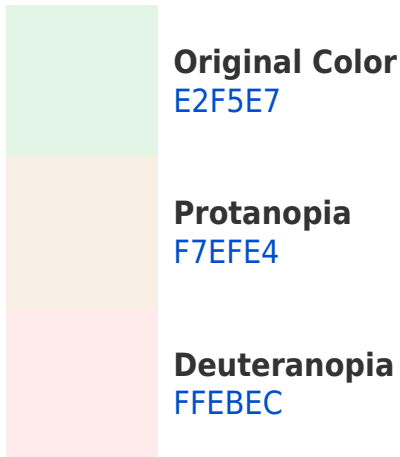 Original Color
E2F5E7
Protanopia
F7EFE4
Deuteranopia
FFEBEC